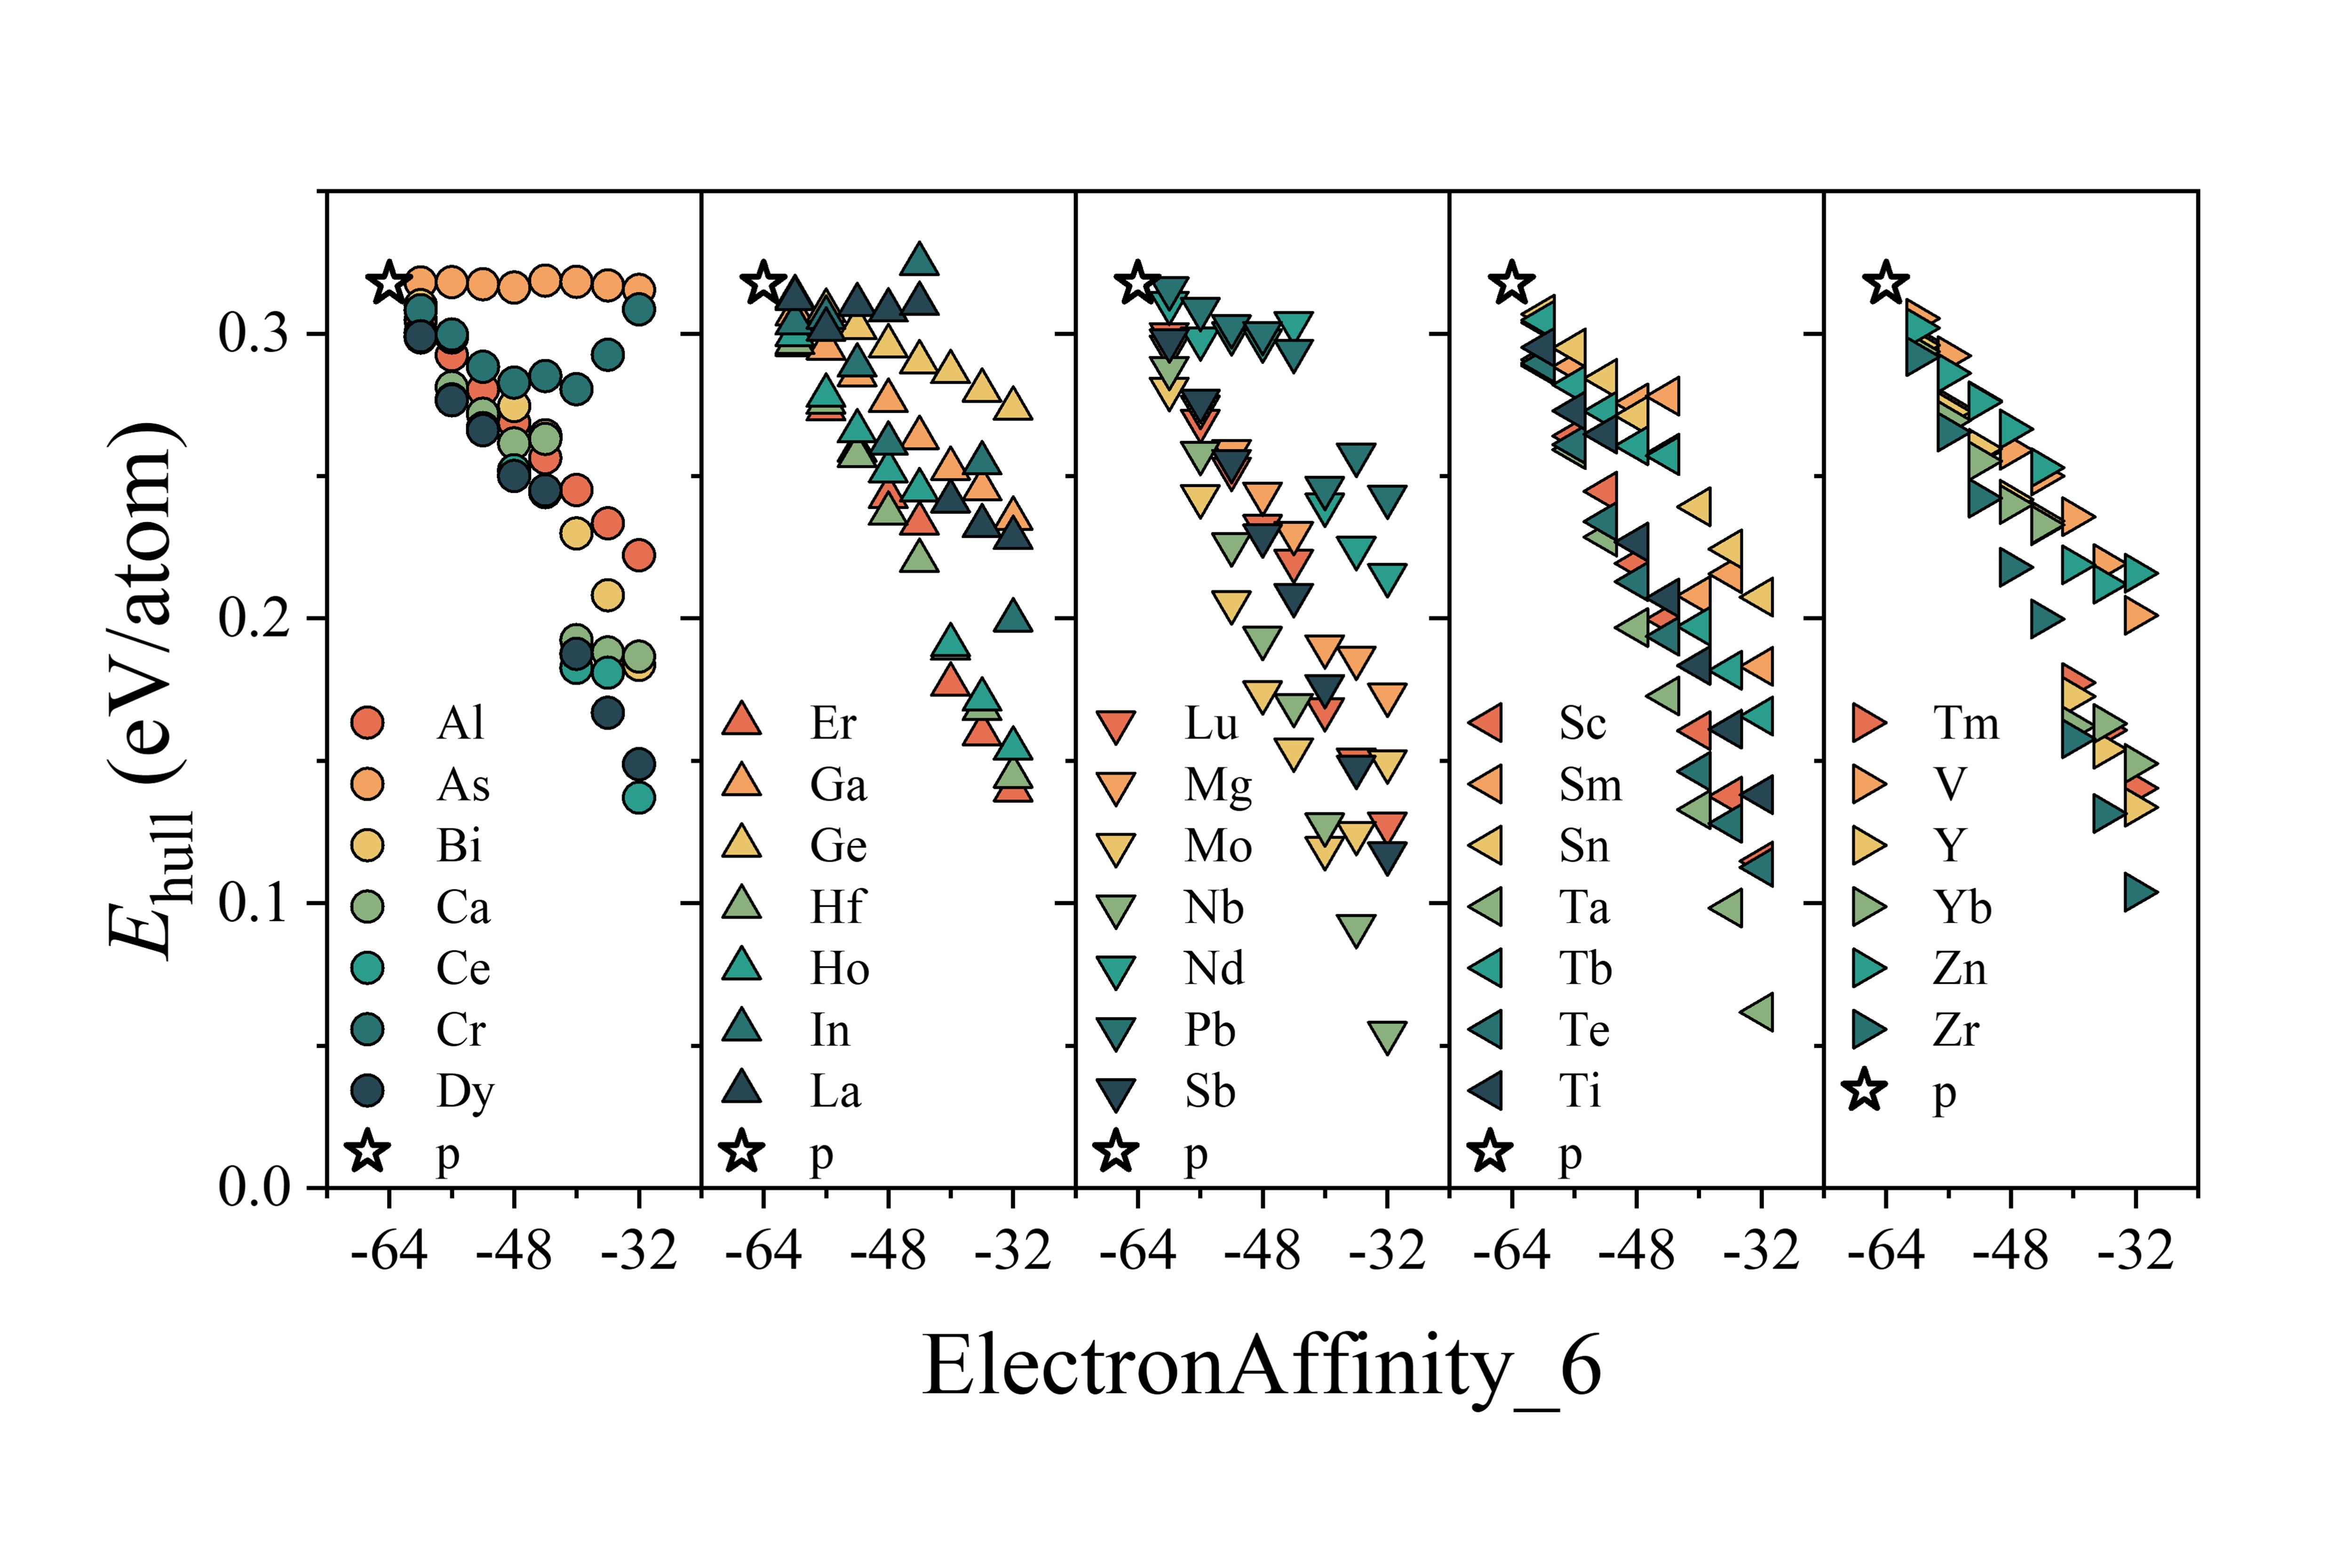 0.3
0.2
0.1
0.0
E_hull (eV/atom)
Al Er Lu Sc Tm
As Ga Mg Sm V
Bi Ge Mo Sn Y
Ca Hf Nb Ta Yb
Ce Ho Nd Tb Zn
Cr In Pb Te Zr
Dy La Sb Ti p
p p p p
-64 -48 -32 -64 -48 -32 -64 -48 -32 -64 -48 -32 -64 -48 -32
ElectronAffinity_6